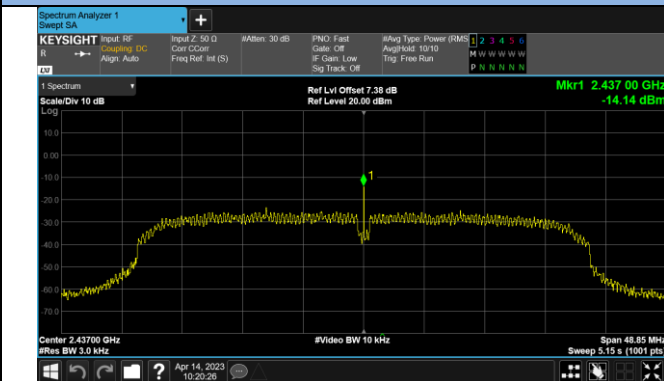 Spectrum Analyzer 1
Swept SA
+
KEYSIGHT Input: RF Input Z: 50 Ω #Atten: 30 dB PNO: Fast #Avg Type: Power (RMS 1 2 3 4 5 6
R Coupling: DC Corr CCorr Gate: Off Avg|Hold: 10/10 M W W W W W
Align: Auto Freq Ref: Int (S) IF Gain: Low Trig: Free Run P N N N N N
Sig Track: Off
LXI
1 Spectrum Ref Lvl Offset 7.38 dB Mkr1 2.437 00 GHz
Scale/Div 10 dB Ref Level 20.00 dBm -14.14 dBm
Log
10.0
0.00
-10.0
1
-20.0
-30.0
-40.0
-50.0
-60.0
-70.0
Center 2.43700 GHz #Video BW 10 kHz Span 48.85 MHz
#Res BW 3.0 kHz Sweep 5.15 s (1001 pts)
? Apr 14, 2023
10:20:26